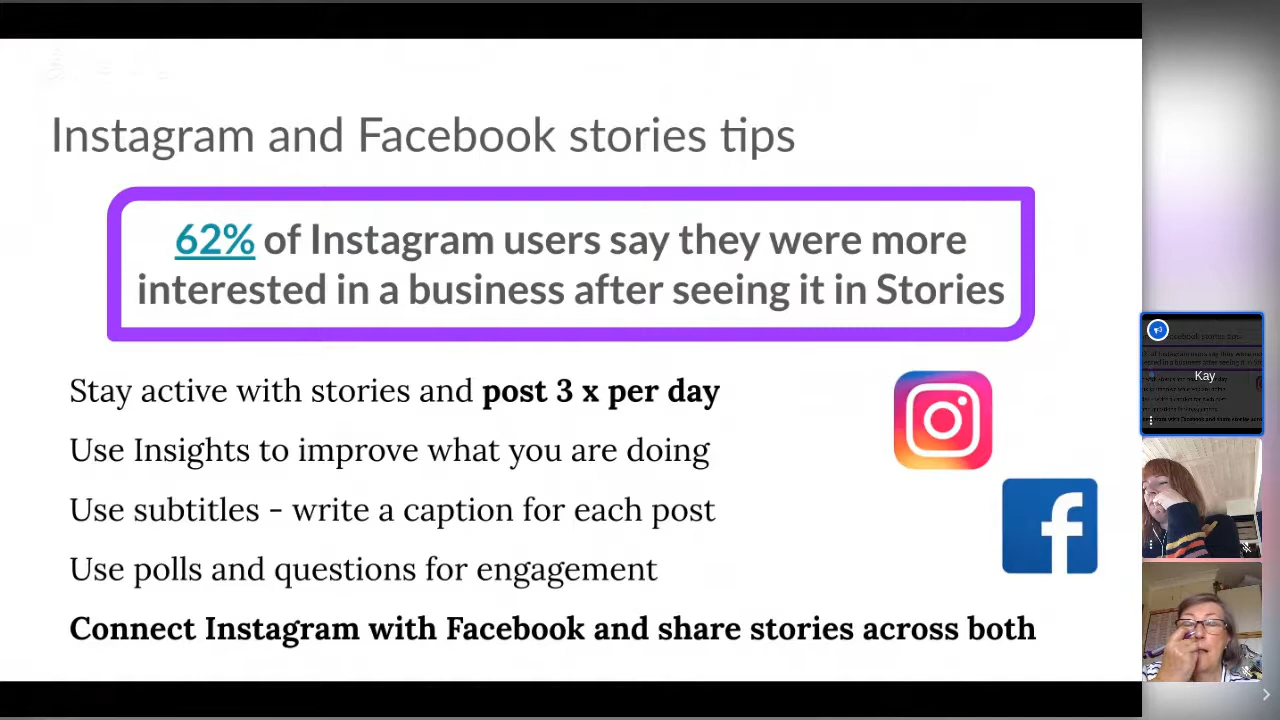 Instagram and Facebook stories tips
62% of Instagram users say they were more
interested in a business after seeing it in Stories
Stay active with stories and post 3 x per day
Use Insights to improve what you are doing
Use subtitles - write a caption for each post
Use polls and questions for engagement
Connect Instagram with Facebook and share stories across both
Kay